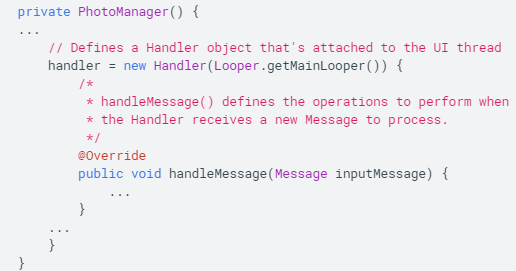 private PhotoManager() {
...
    // Defines a Handler object that's attached to the UI thread
    handler = new Handler(Looper.getMainLooper()) {
        /*
         * handleMessage() defines the operations to perform when
         * the Handler receives a new Message to process.
         */
        @Override
        public void handleMessage(Message inputMessage) {
            ...
        }
    ...
    }
}